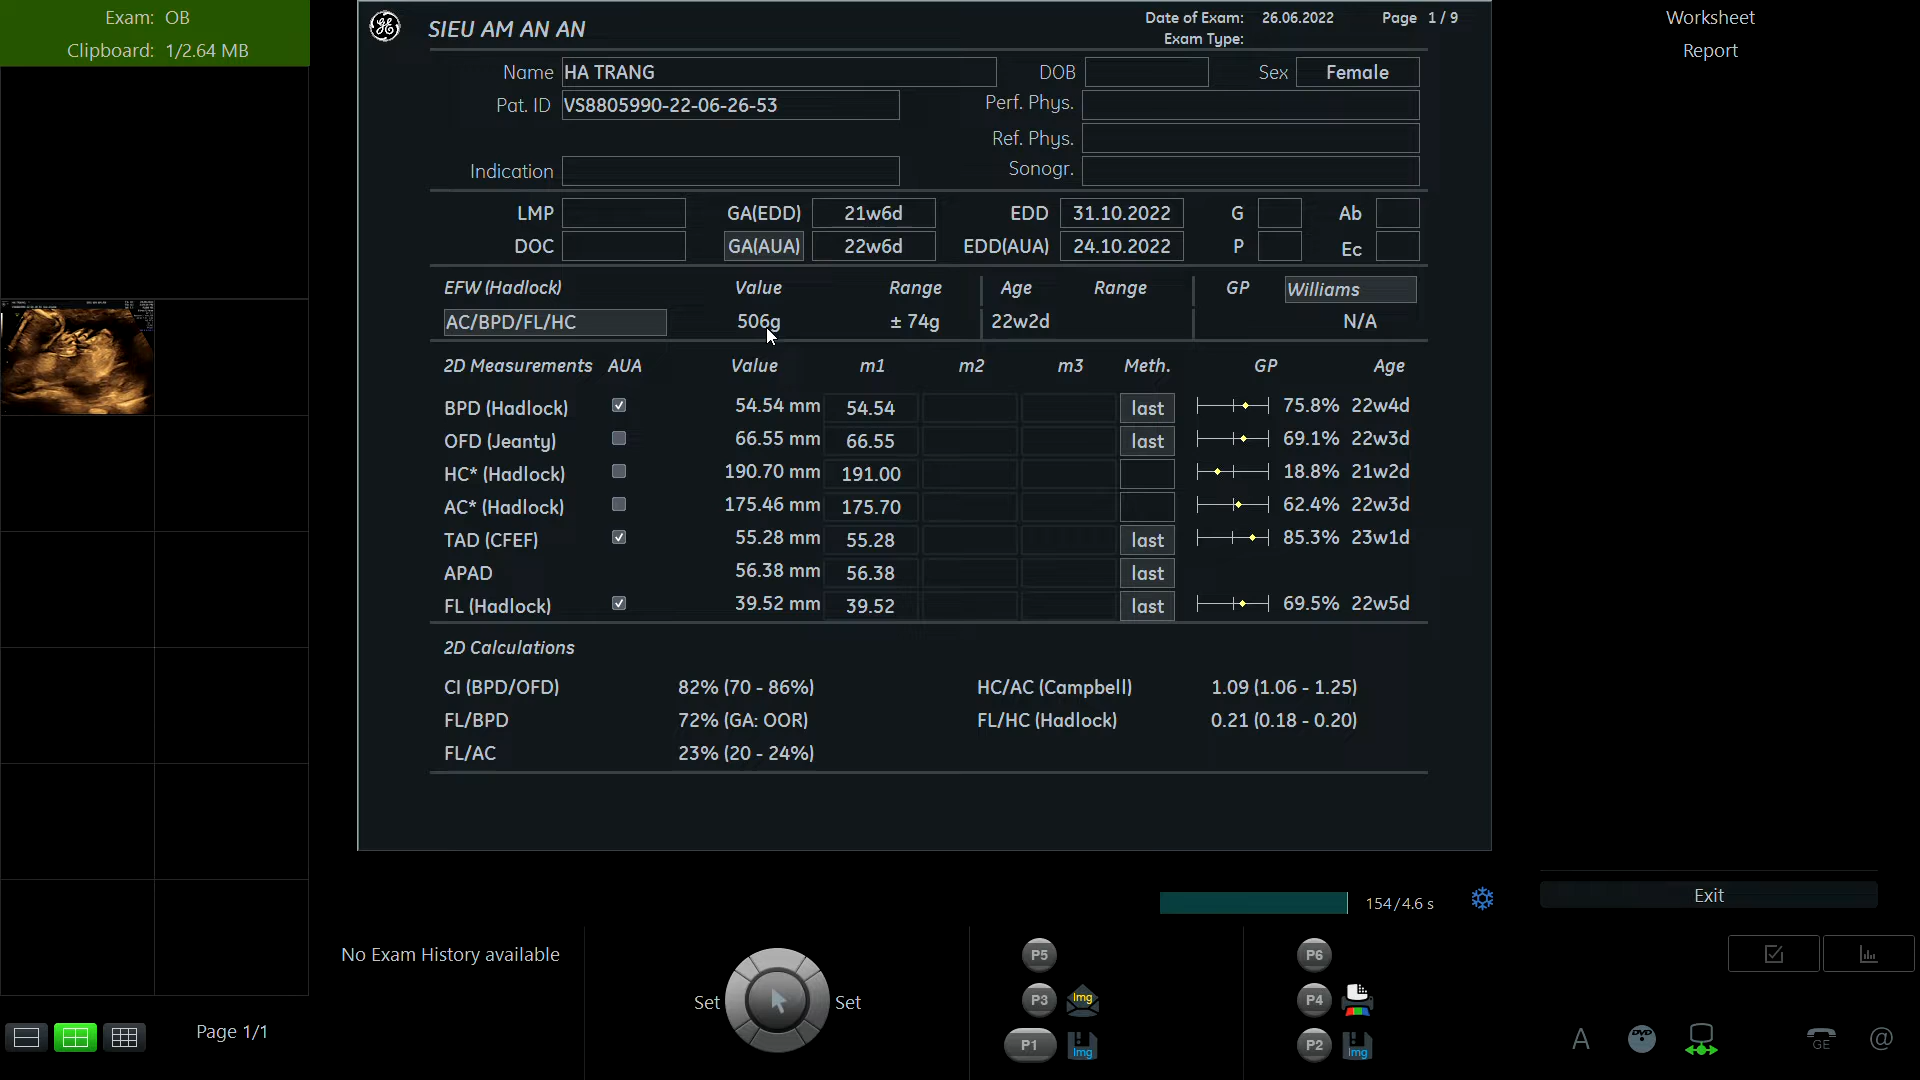 Exam: OB
Clipboard: 1/2.64 MB
SIEU AM AN AN
Date of Exam: 26.06.2022 Page 1 / 9
Exam Type:
Worksheet
Report
Name HA TRANG DOB Sex Female
Pat. ID VS8805990-22-06-26-53 Perf. Phys.
Ref. Phys.
Indication Sonogr.
LMP GA(EDD) 21w6d EDD 31.10.2022 G Ab
DOC GA(AUA) 22w6d EDD(AUA) 24.10.2022 P Ec
EFW (Hadlock) Value Range Age Range GP Williams
AC/BPD/FL/HC 506g ± 74g 22w2d N/A
2D Measurements AUA Value m1 m2 m3 Meth. GP Age
BPD (Hadlock) 54.54 mm 54.54 last 75.8% 22w4d
OFD (Jeanty) 66.55 mm 66.55 last 69.1% 22w3d
HC* (Hadlock) 190.70 mm 191.00 18.8% 21w2d
AC* (Hadlock) 175.46 mm 175.70 62.4% 22w3d
TAD (CFEF) 55.28 mm 55.28 last 85.3% 23w1d
APAD 56.38 mm 56.38 last
FL (Hadlock) 39.52 mm 39.52 last 69.5% 22w5d
2D Calculations
CI (BPD/OFD) 82% (70 - 86%) HC/AC (Campbell) 1.09 (1.06 - 1.25)
FL/BPD 72% (GA: OOR) FL/HC (Hadlock) 0.21 (0.18 - 0.20)
FL/AC 23% (20 - 24%)
154/4.6 s
Exit
No Exam History available
P5 P6
Set Set
P3 Img P4
P1 Img P2 Img
Page 1/1
A DVD GE @